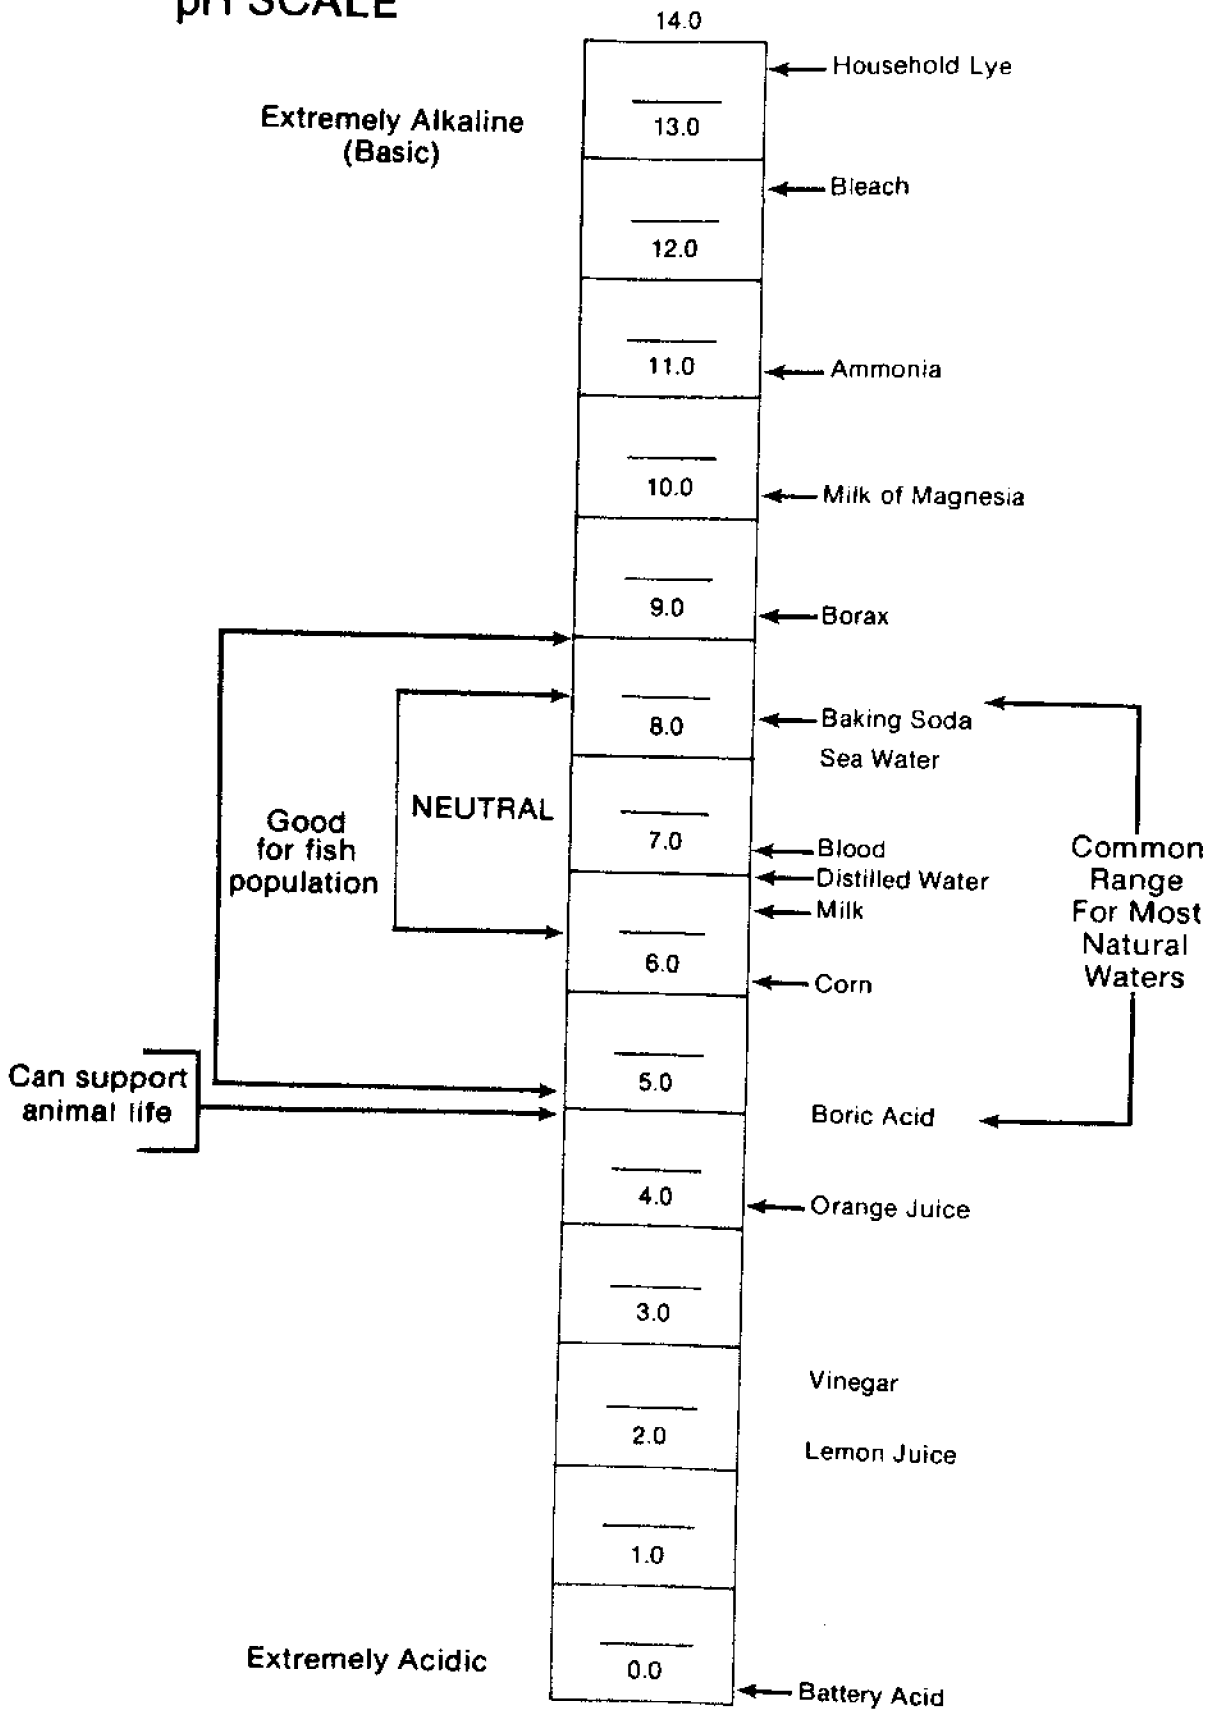 pH SCALE
14.0
Household Lye
Extremely Alkaline
(Basic)
13.0
Bleach
12.0
11.0
Ammonia
10.0
Milk of Magnesia
9.0
Borax
8.0
Baking Soda
Sea Water
NEUTRAL
Good
for fish
population
7.0
Blood
Distilled Water
Milk
Common
Range
For Most
Natural
Waters
6.0
Corn
Can support
animal life
5.0
Boric Acid
4.0
Orange Juice
3.0
Vinegar
2.0
Lemon Juice
1.0
Extremely Acidic
0.0
Battery Acid